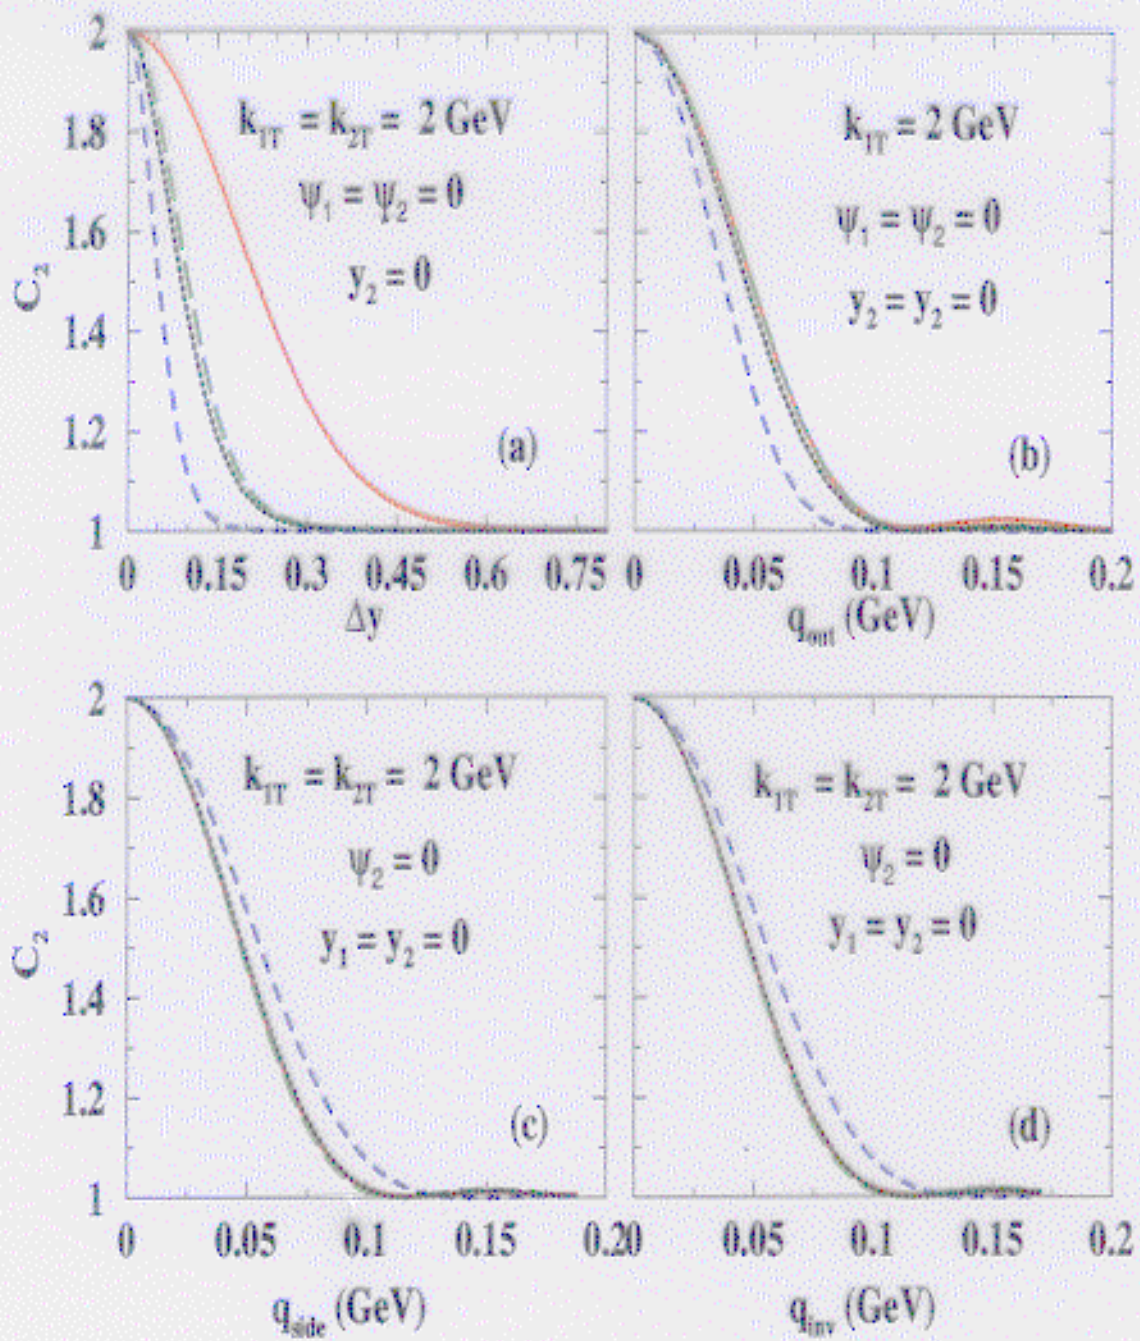 2
1.8
1.6
1.4
1.2
1
C₂
k₁T = k₂T = 2 GeV
ψ₁ = ψ₂ = 0
y₂ = 0
(a)
0 0.15 0.3 0.45 0.6 0.75
Δy
k₁T = 2 GeV
ψ₁ = ψ₂ = 0
y₂ = y₂ = 0
(b)
0 0.05 0.1 0.15 0.2
q_out (GeV)
2
1.8
1.6
1.4
1.2
1
C₂
k₁T = k₂T = 2 GeV
ψ₂ = 0
y₁ = y₂ = 0
(c)
0 0.05 0.1 0.15 0.2
q_side (GeV)
k₁T = k₂T = 2 GeV
ψ₂ = 0
y₁ = y₂ = 0
(d)
0 0.05 0.1 0.15 0.2
q_inv (GeV)